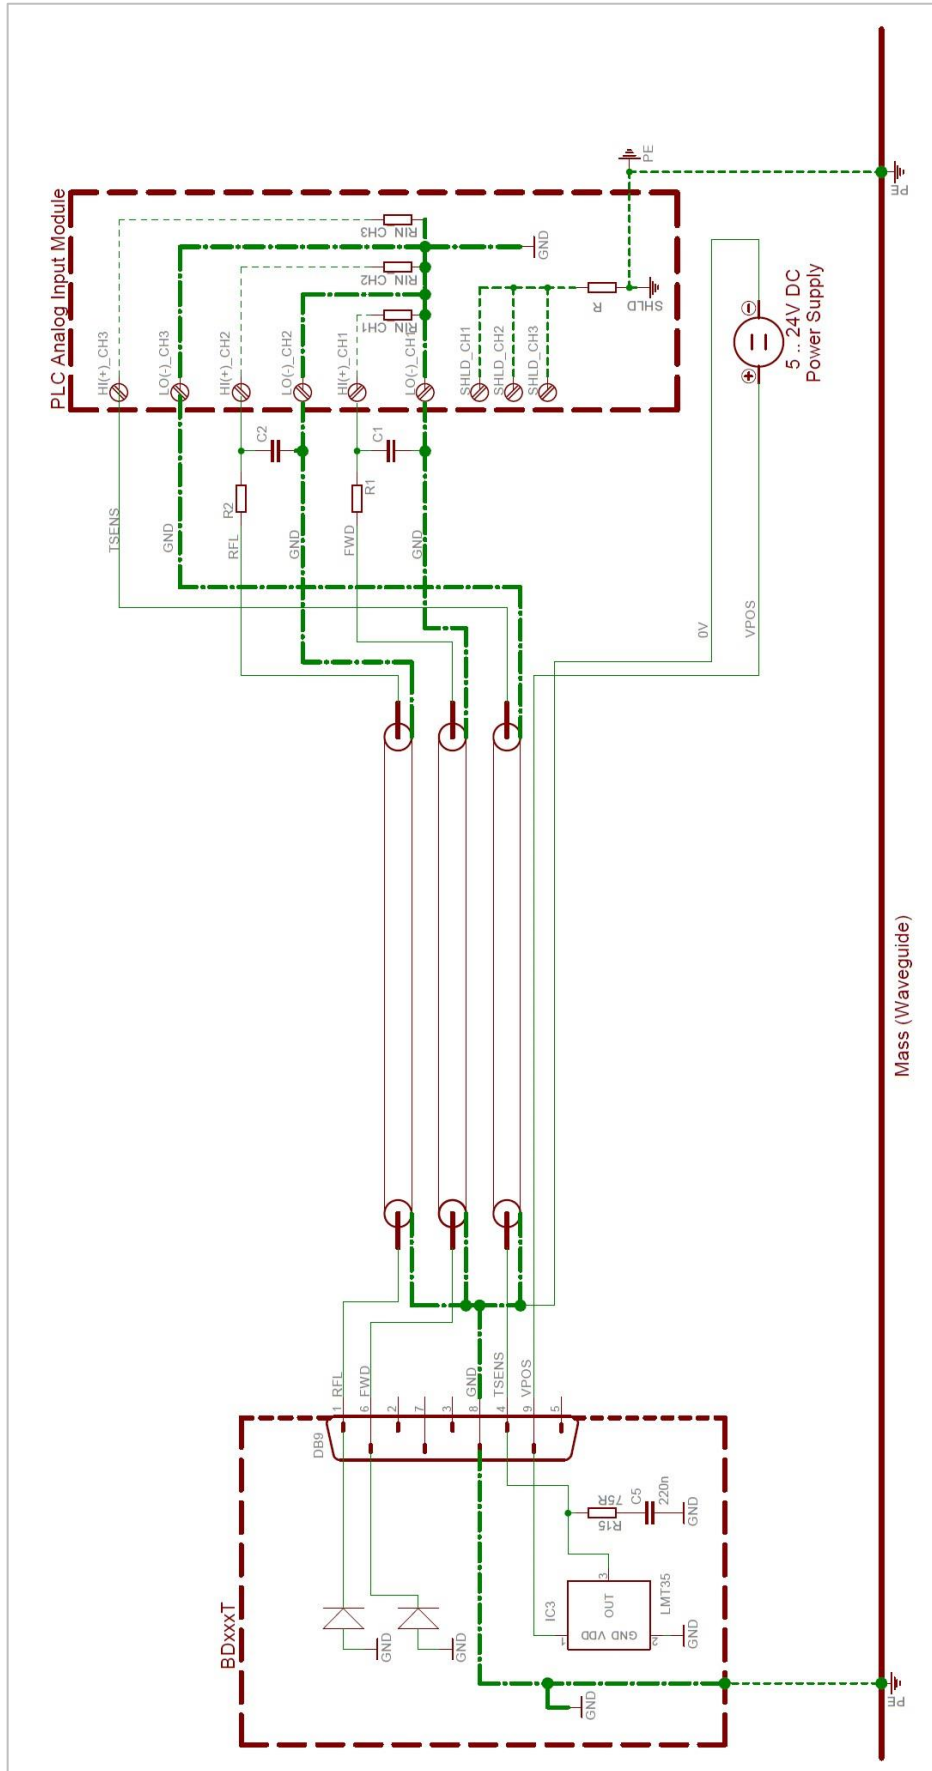 PE
PE
PLC Analog Input Module
RIN
CH3
RIN
CH2
RIN
CH1
GND
R
SHLD
HI(+)_CH3
LO(-)_CH3
HI(+)_CH2
LO(-)_CH2
HI(+)_CH1
LO(-)_CH1
SHLD_CH1
SHLD_CH2
SHLD_CH3
5 .. 24V DC
Power Supply
C2
C1
R2
R1
TSENS
GND
RFL
GND
FWD
GND
0V
VPOS
Mass (Waveguide)
RFL
FWD
GND
TSENS
VPOS
1
6
2
7
3
8
4
9
5
DB9
BDxxxT
R15
75R
C5
220n
GND
IC3
LMT35
OUT
GND VDD
3
1
2
GND
GND
GND
GND
PE